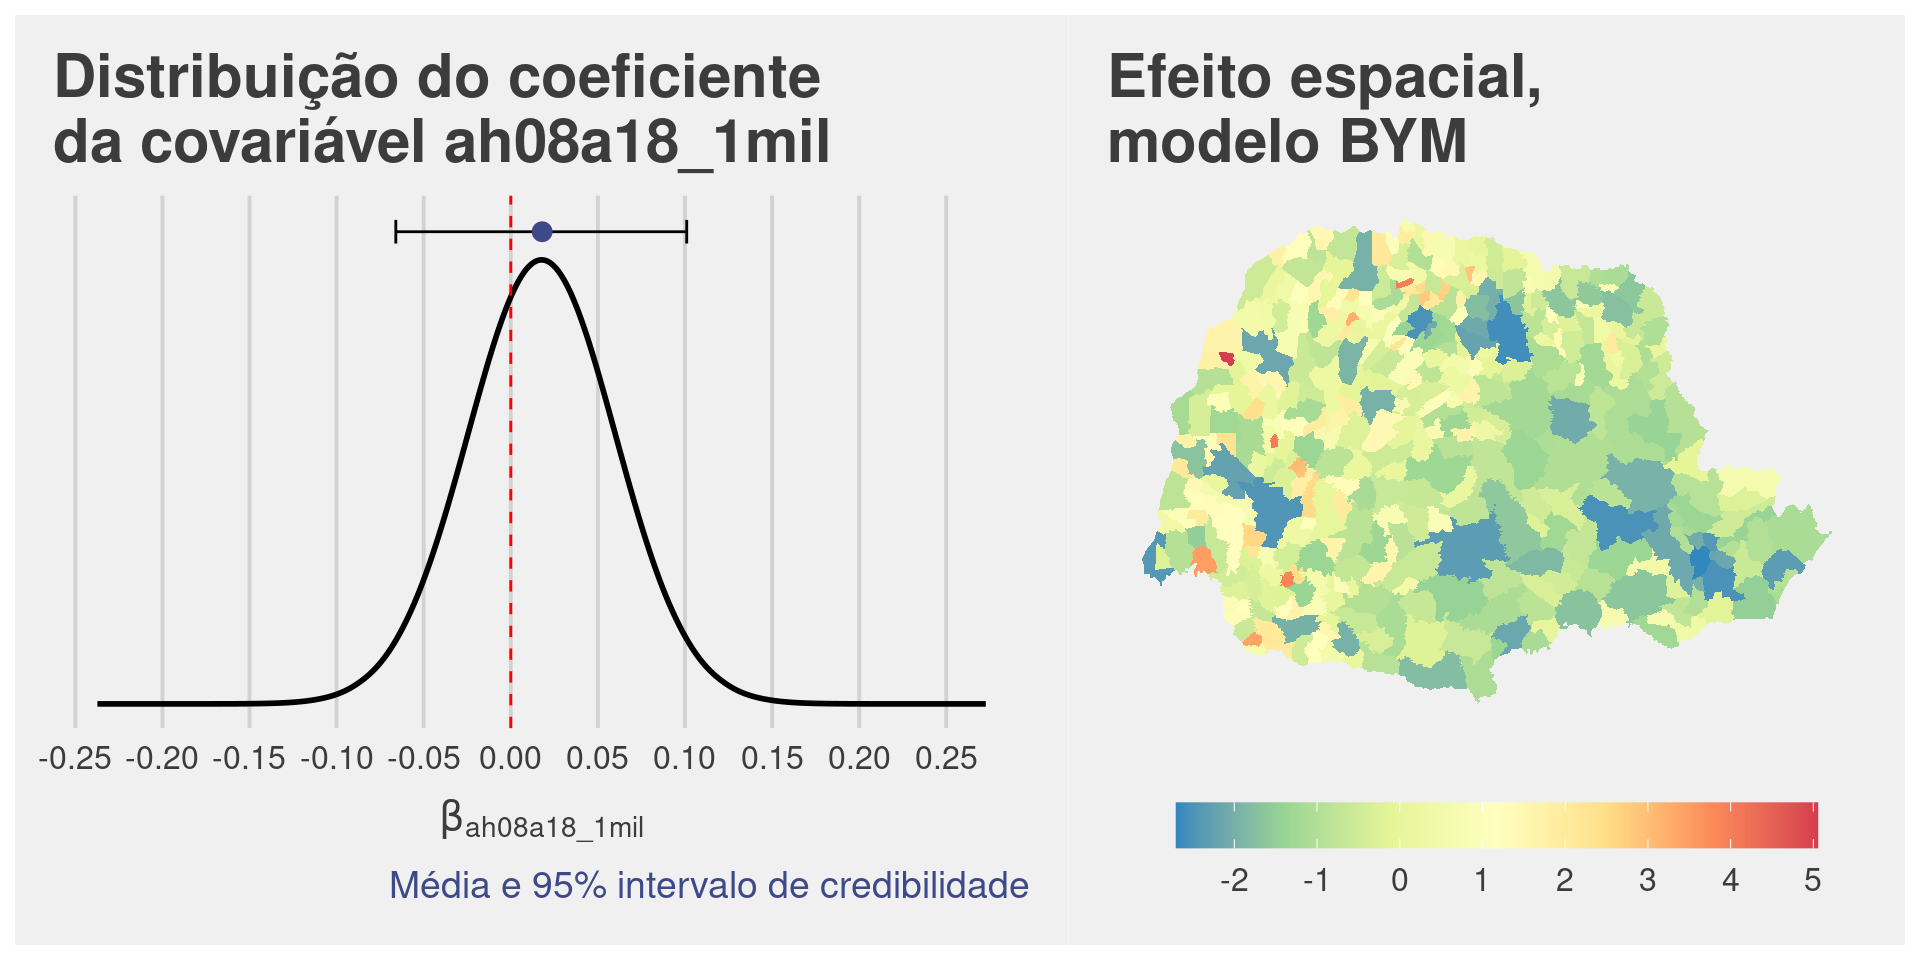 Distribuição do coeficiente
da covariável ah08a18_1mil
-0.25 -0.20 -0.15 -0.10 -0.05 0.00 0.05 0.10 0.15 0.20 0.25
βah08a18_1mil
Média e 95% intervalo de credibilidade
Efeito espacial,
modelo BYM
-2 -1 0 1 2 3 4 5